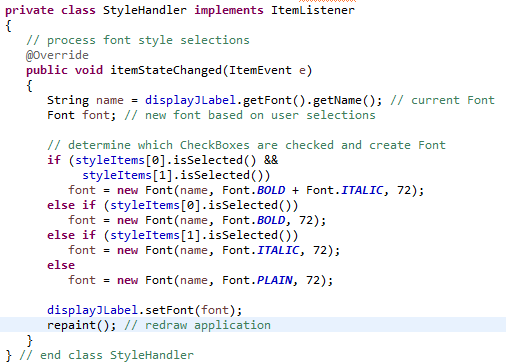 private class StyleHandler implements ItemListener
{
   // process font style selections
   @Override
   public void itemStateChanged(ItemEvent e)
   {
      String name = displayJLabel.getFont().getName(); // current Font
      Font font; // new font based on user selections

      // determine which CheckBoxes are checked and create Font
      if (styleItems[0].isSelected() &&
           styleItems[1].isSelected())
         font = new Font(name, Font.BOLD + Font.ITALIC, 72);
      else if (styleItems[0].isSelected())
         font = new Font(name, Font.BOLD, 72);
      else if (styleItems[1].isSelected())
         font = new Font(name, Font.ITALIC, 72);
      else
         font = new Font(name, Font.PLAIN, 72);

      displayJLabel.setFont(font);
      repaint(); // redraw application
   }
} // end class StyleHandler